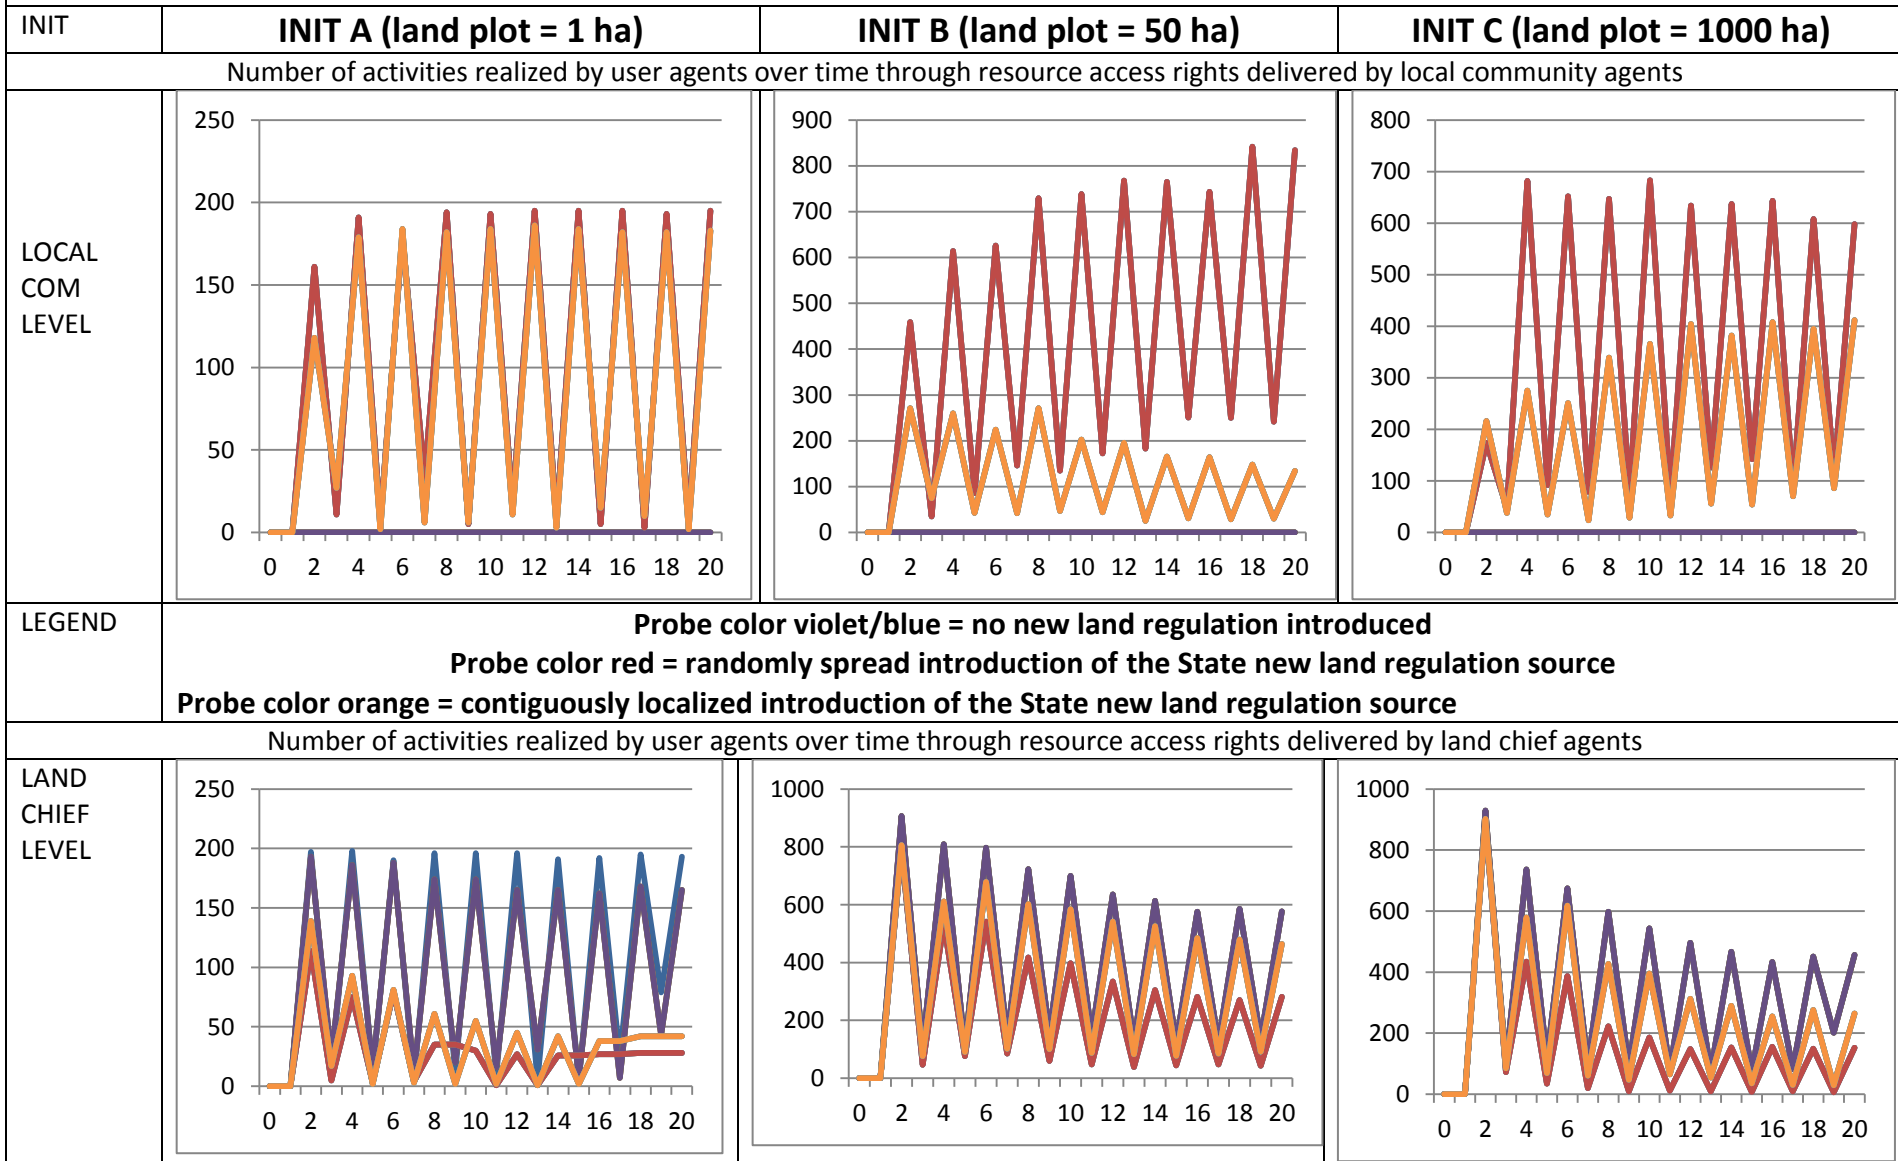 INIT
INIT A (land plot = 1 ha)
INIT B (land plot = 50 ha)
INIT C (land plot = 1000 ha)
Number of activities realized by user agents over time through resource access rights delivered by local community agents
LOCAL
COM
LEVEL
250
200
150
100
50
0
0 2 4 6 8 10 12 14 16 18 20
900
800
700
600
500
400
300
200
100
0
0 2 4 6 8 10 12 14 16 18 20
800
700
600
500
400
300
200
100
0
0 2 4 6 8 10 12 14 16 18 20
LEGEND
Probe color violet/blue = no new land regulation introduced
Probe color red = randomly spread introduction of the State new land regulation source
Probe color orange = contiguously localized introduction of the State new land regulation source
Number of activities realized by user agents over time through resource access rights delivered by land chief agents
LAND
CHIEF
LEVEL
250
200
150
100
50
0
0 2 4 6 8 10 12 14 16 18 20
1000
800
600
400
200
0
0 2 4 6 8 10 12 14 16 18 20
1000
800
600
400
200
0
0 2 4 6 8 10 12 14 16 18 20